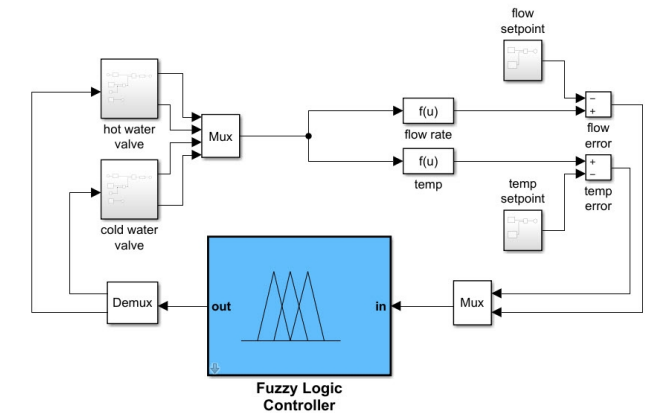 flow
setpoint
hot water
valve
Mux
f(u)
flow rate
−
+
flow
error
f(u)
temp
+
−
temp
error
temp
setpoint
cold water
valve
Demux
out
in
Mux
Fuzzy Logic
Controller